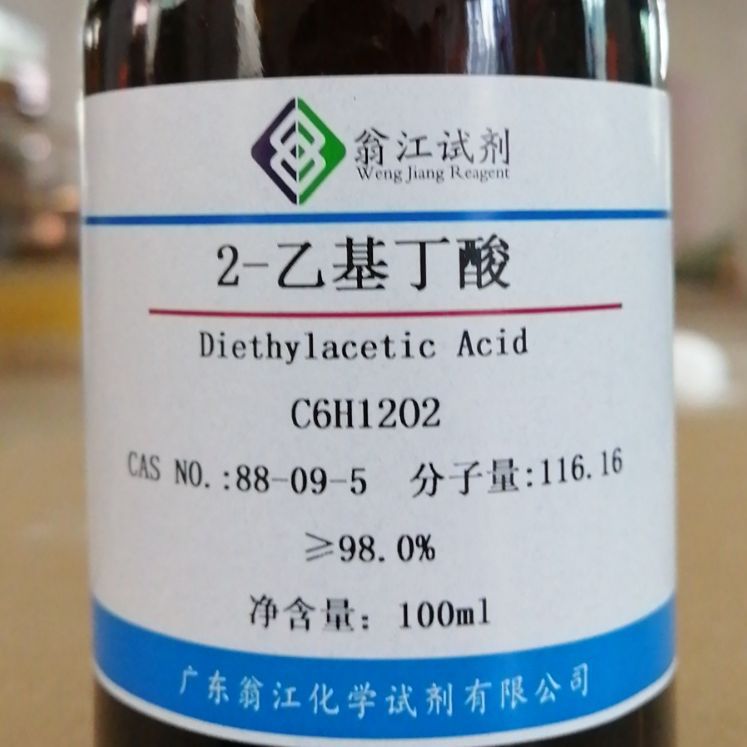 翁江试剂
Weng Jiang Reagent
2-乙基丁酸
Diethylacetic Acid
C6H12O2
CAS NO.:88-09-5 分子量:116.16
≥98.0%
净含量：100ml
广东翁江化学试剂有限公司